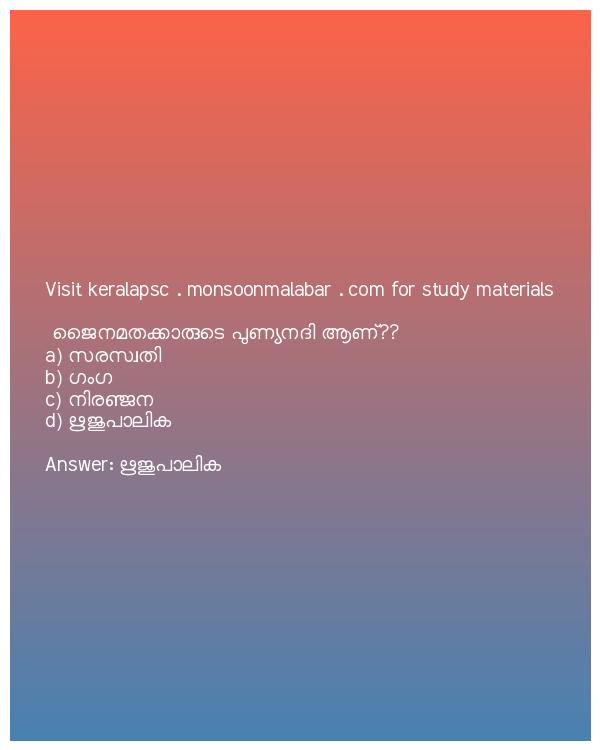 Visit keralapsc . monsoonmalabar . com for study materials
ജൈനമതക്കാരുടെ പുണ്യനദി ആണ്??
a) സരസ്വതി
b) ഗംഗ
c) നിരഞ്ജന
d) ഋജുപാലിക
Answer: ഋജുപാലിക